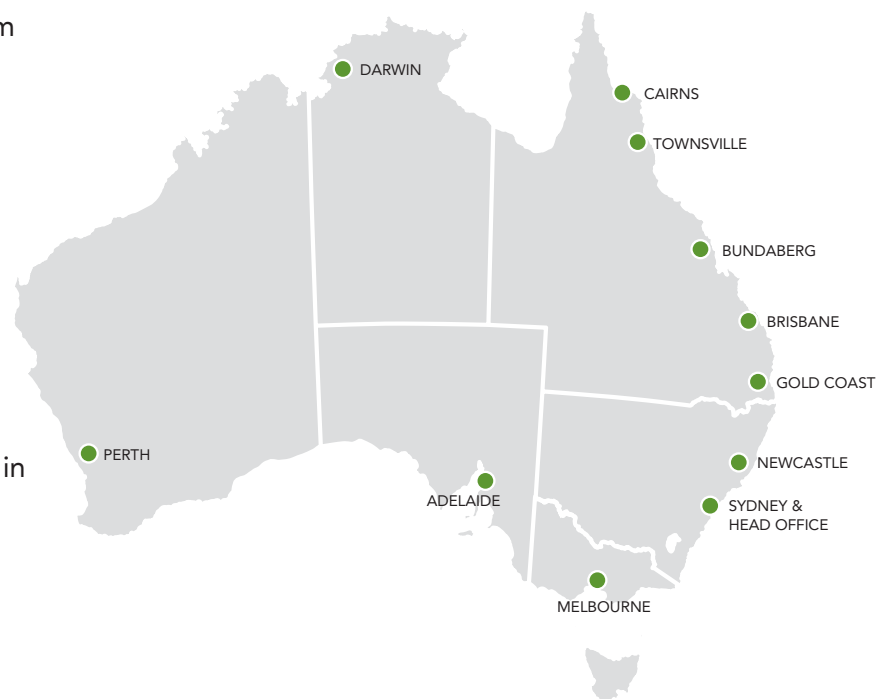 m
DARWIN
CAIRNS
TOWNSVILLE
BUNDABERG
BRISBANE
GOLD COAST
PERTH
in
NEWCASTLE
ADELAIDE
SYDNEY &
HEAD OFFICE
MELBOURNE